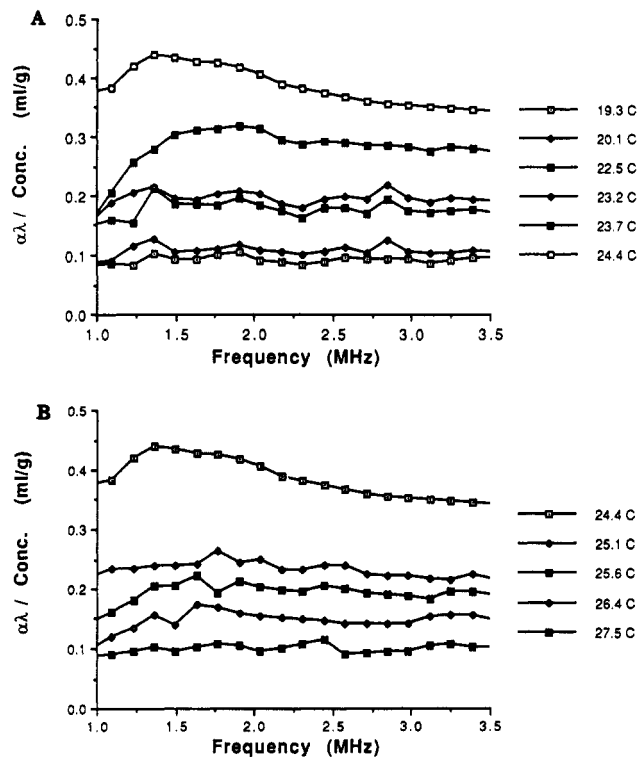 A
αλ / Conc. (ml/g)
0.5
0.4
0.3
0.2
0.1
0.0
1.0 1.5 2.0 2.5 3.0 3.5
Frequency (MHz)
19.3 C
20.1 C
22.5 C
23.2 C
23.7 C
24.4 C
B
αλ / Conc. (ml/g)
0.5
0.4
0.3
0.2
0.1
0.0
1.0 1.5 2.0 2.5 3.0 3.5
Frequency (MHz)
24.4 C
25.1 C
25.6 C
26.4 C
27.5 C